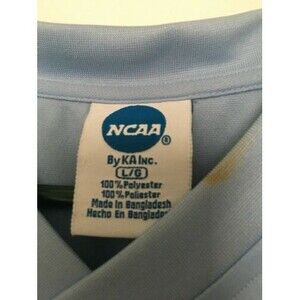 NCAA ®
By KA Inc.
L/G
100% Polyester
100% Poliester
Made In Bangladesh
Hecho En Bangladesh